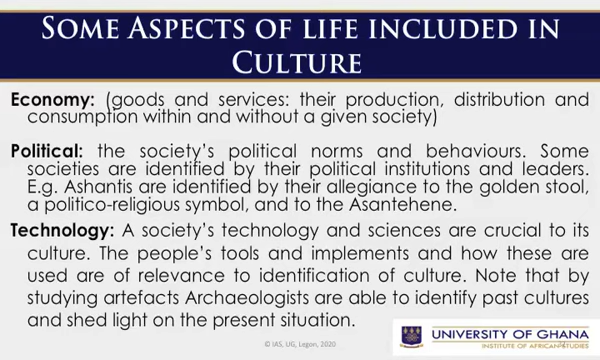 SOME ASPECTS OF LIFE INCLUDED IN
CULTURE
Economy: (goods and services: their production, distribution and
consumption within and without a given society)
Political: the society's political norms and behaviours. Some
societies are identified by their political institutions and leaders.
E.g. Ashantis are identified by their allegiance to the golden stool,
a politico-religious symbol, and to the Asantehene.
Technology: A society's technology and sciences are crucial to its
culture. The people's tools and implements and how these are
used are of relevance to identification of culture. Note that by
studying artefacts Archaeologists are able to identify past cultures
and shed light on the present situation.
© IAS, UG, Legon, 2020
UNIVERSITY OF GHANA
INSTITUTE OF AFRICAN STUDIES